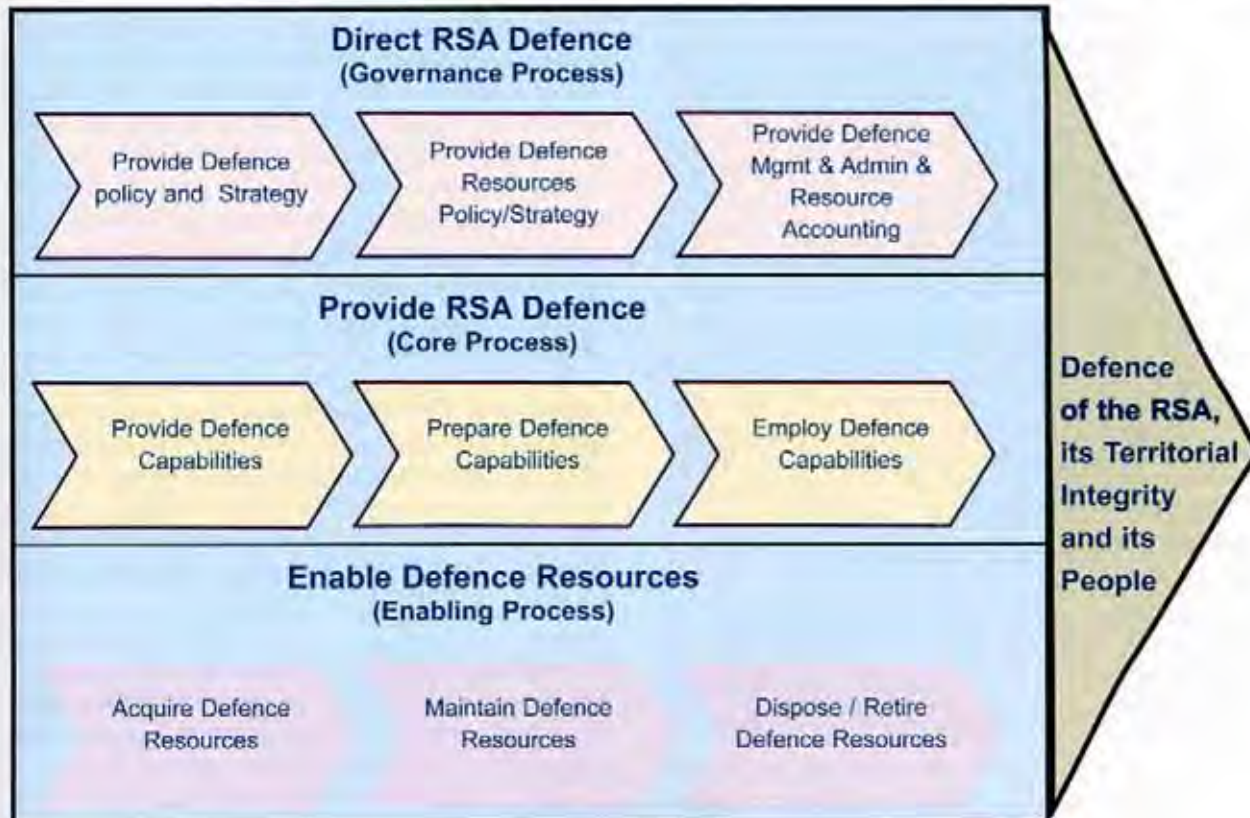 Direct RSA Defence
(Governance Process)
Provide Defence
policy and Strategy
Provide Defence
Resources
Policy/Strategy
Provide Defence
Mgmt & Admin &
Resource
Accounting
Provide RSA Defence
(Core Process)
Provide Defence
Capabilities
Prepare Defence
Capabilities
Employ Defence
Capabilities
Enable Defence Resources
(Enabling Process)
Acquire Defence
Resources
Maintain Defence
Resources
Dispose / Retire
Defence Resources
Defence
of the RSA,
its Territorial
Integrity
and its
People